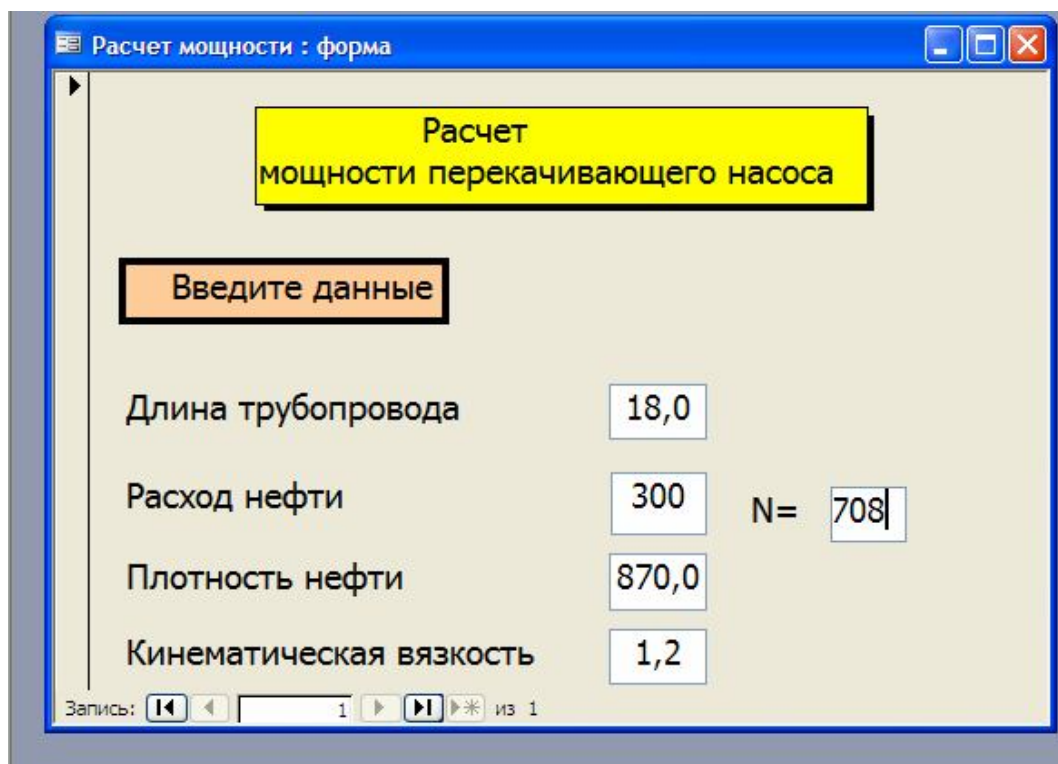 Расчет мощности : форма
Расчет
мощности перекачивающего насоса
Введите данные
Длина трубопровода 18,0
Расход нефти 300 N= 708
Плотность нефти 870,0
Кинематическая вязкость 1,2
Запись: 1 из 1